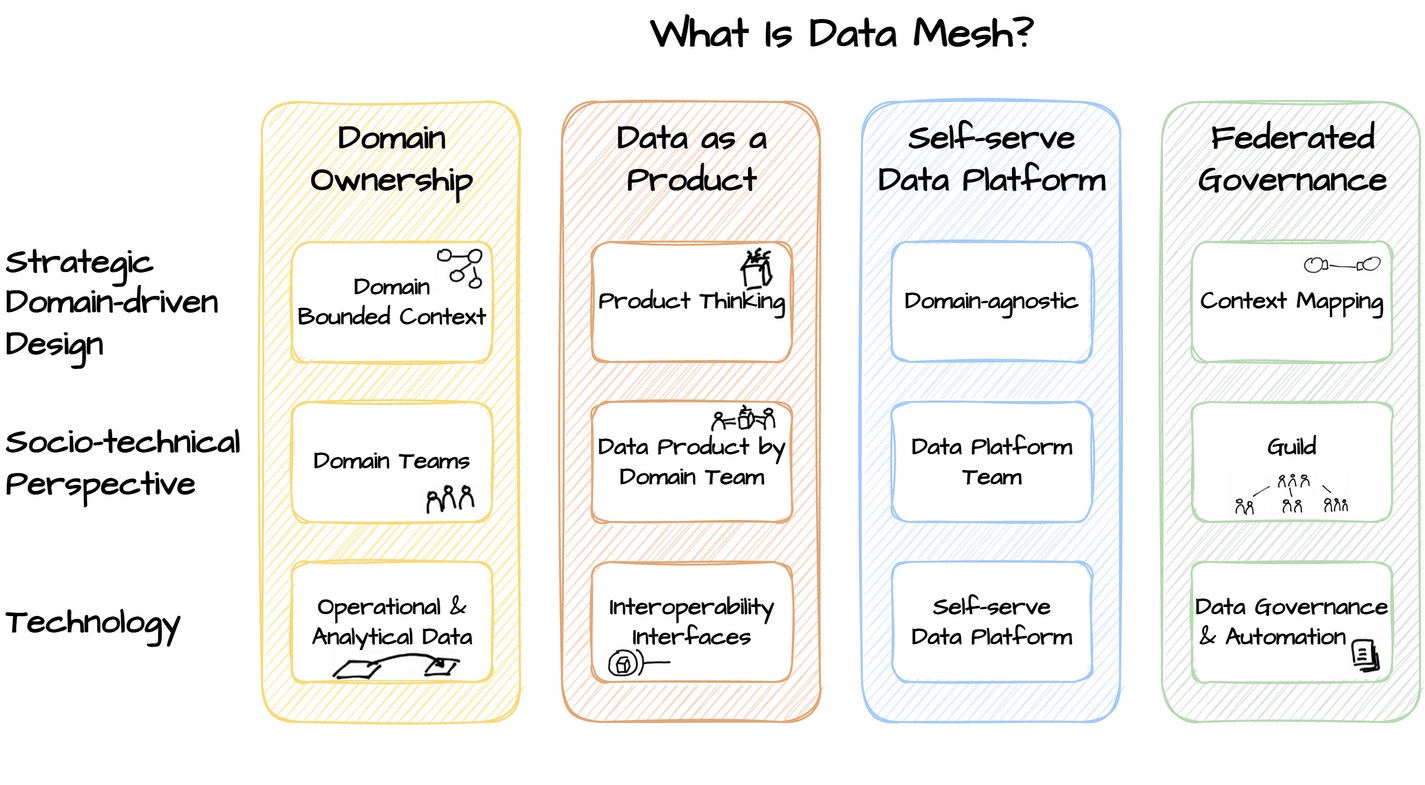 What Is Data Mesh?
Domain
Ownership
Data as a
Product
Self-serve
Data Platform
Federated
Governance
Strategic
Domain-driven
Design
Domain
Bounded Context
Product Thinking
Domain-agnostic
Context Mapping
Socio-technical
Perspective
Domain Teams
Data Product by
Domain Team
Data Platform
Team
Guild
Technology
Operational &
Analytical Data
Interoperability
Interfaces
Self-serve
Data Platform
Data Governance
& Automation